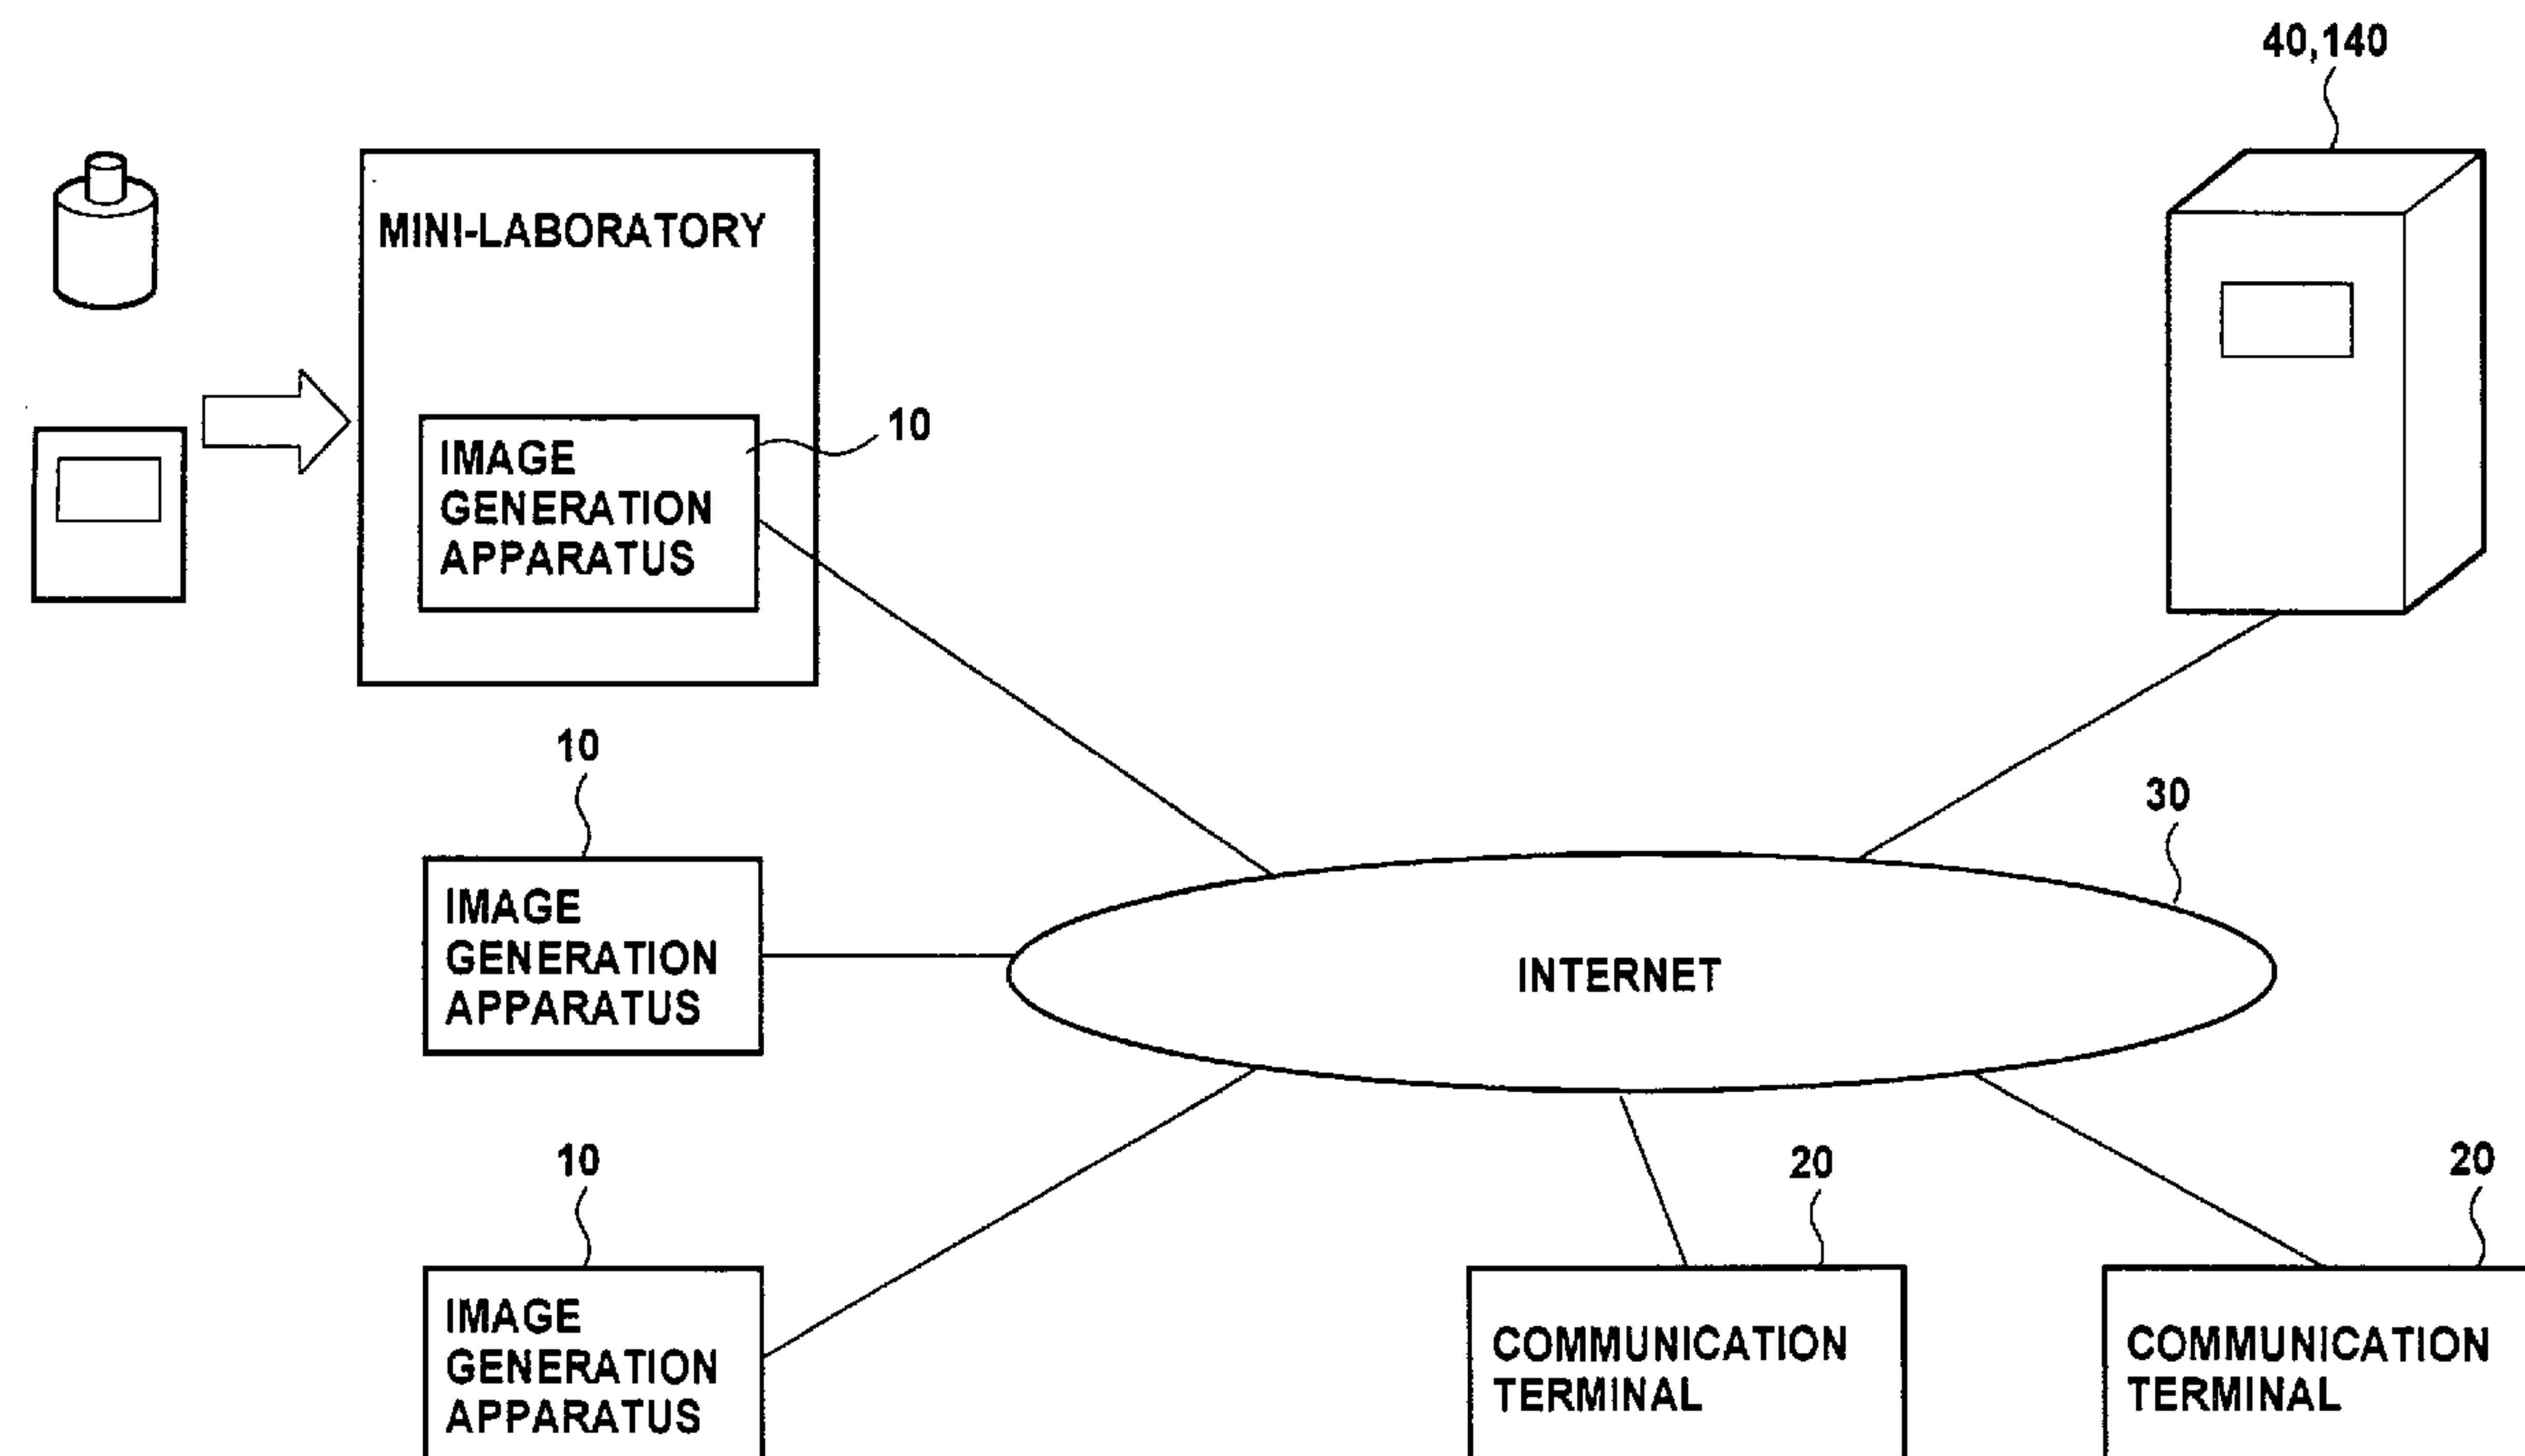 40,140
MINI-LABORATORY
10
IMAGE
GENERATION
APPARATUS
10
30
IMAGE
GENERATION
APPARATUS
INTERNET
10
20
20
IMAGE
GENERATION
APPARATUS
COMMUNICATION
TERMINAL
COMMUNICATION
TERMINAL